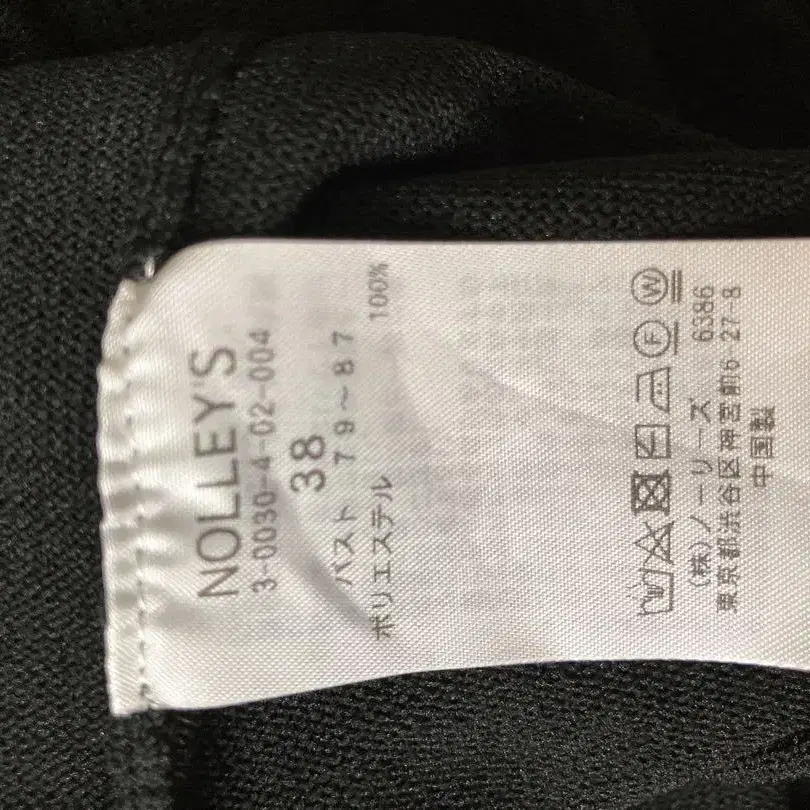 NOLLEY'S
3-0030-4-02-004
38
バスト 79～87
ポリエステル 100%
F W
(株)ノーリーズ 6386
東京都渋谷区神宮前6-27-8
中国製